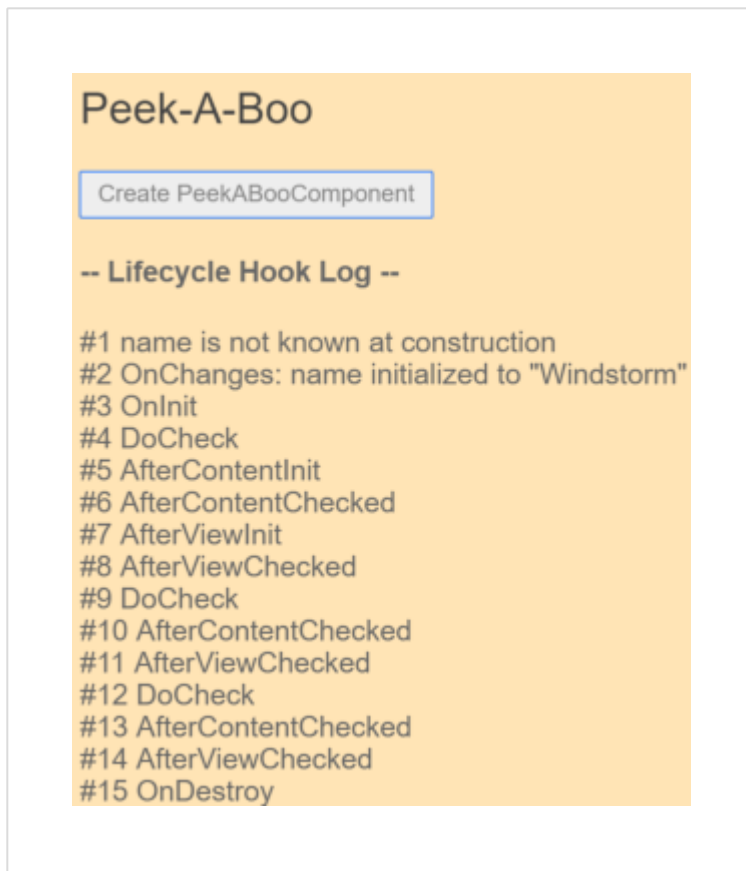 Peek-A-Boo
Create PeekABooComponent
-- Lifecycle Hook Log --
#1 name is not known at construction
#2 OnChanges: name initialized to "Windstorm"
#3 OnInit
#4 DoCheck
#5 AfterContentInit
#6 AfterContentChecked
#7 AfterViewInit
#8 AfterViewChecked
#9 DoCheck
#10 AfterContentChecked
#11 AfterViewChecked
#12 DoCheck
#13 AfterContentChecked
#14 AfterViewChecked
#15 OnDestroy